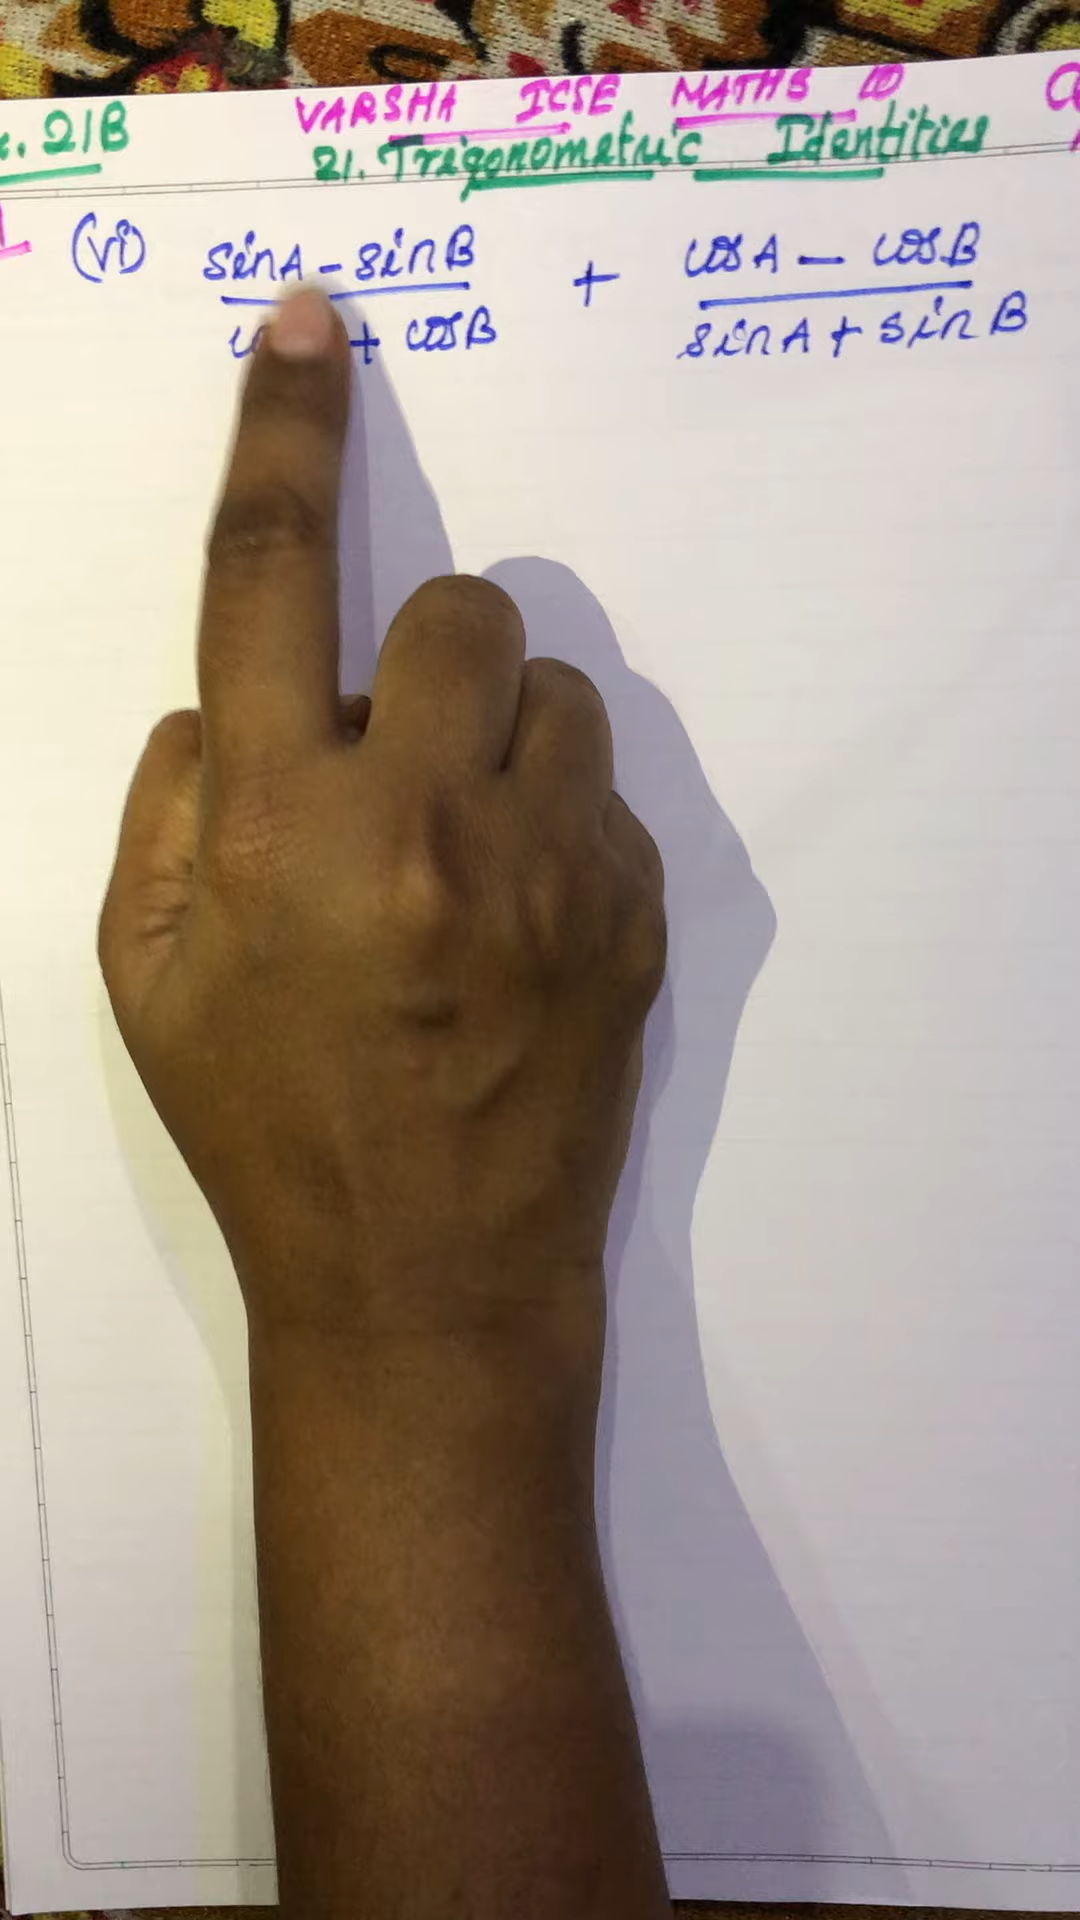 21B VARSHA ICSE MATHS 10
21. Trigonometric Identities
(vi) sinA - sinB + cosA - cosB
+ cosB sinA + sinB